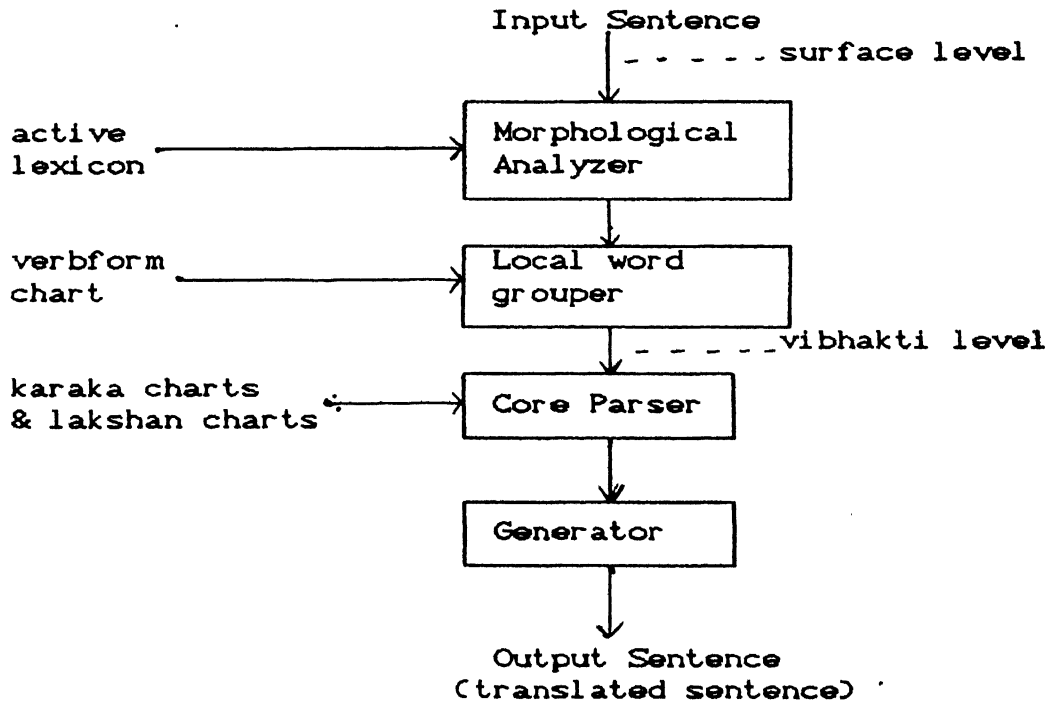 Input Sentence
surface level
active
lexicon
Morphological
Analyzer
verbform
chart
Local word
grouper
vibhakti level
karaka charts
& lakshan charts
Core Parser
Generator
Output Sentence
(translated sentence)